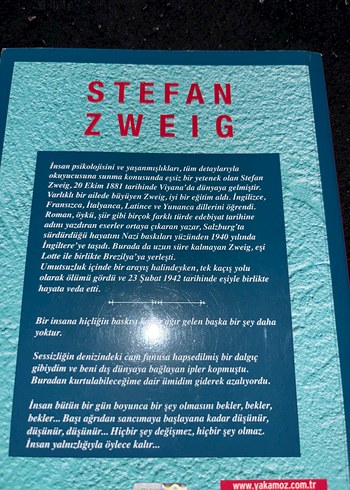 STEFAN
ZWEIG
İnsan psikolojisini ve yaşanmışlıkları, tüm detaylarıyla
okuyucusuna sunma konusunda eşsiz bir yetenek olan Stefan
Zweig, 20 Ekim 1881 tarihinde Viyana'da dünyaya gelmiştir.
Varlıklı bir ailede büyüyen Zweig, iyi bir eğitim aldı. İngilizce,
Fransızca, İtalyanca, Latince ve Yunanca dillerini öğrendi.
Roman, öykü, şiir gibi birçok farklı türde edebiyat tarihine
adını yazdıran eserler ortaya çıkaran yazar, Salzburg'ta
sürdürdüğü hayatını Nazi baskıları yüzünden 1940 yılında
İngiltere'ye taşıdı. Burada da uzun süre kalmayan Zweig, eşi
Lotte ile birlikte Brezilya'ya yerleşti.
Umutsuzluk içinde bir arayış halindeyken, tek kaçış yolu
olarak ölümü gördü ve 23 Şubat 1942 tarihinde eşiyle birlikte
hayata veda etti.
Bir insana hiçliğin baskısı kadar ağır gelen başka bir şey daha
yoktur.
Sessizliğin denizindeki cam fanusa hapsedilmiş bir dalgıç
gibiydim ve beni dış dünyaya bağlayan ipler kopmuştu.
Buradan kurtulabileceğime dair ümidim giderek azalıyordu.
İnsan bütün bir gün boyunca bir şey olmasını bekler, bekler,
bekler... Başı ağrıdan sancımaya başlayana kadar düşünür,
düşünür, düşünür... Hiçbir şey değişmez, hiçbir şey olmaz.
İnsan yalnızlığıyla öylece kalır...
www.yakamoz.com.tr